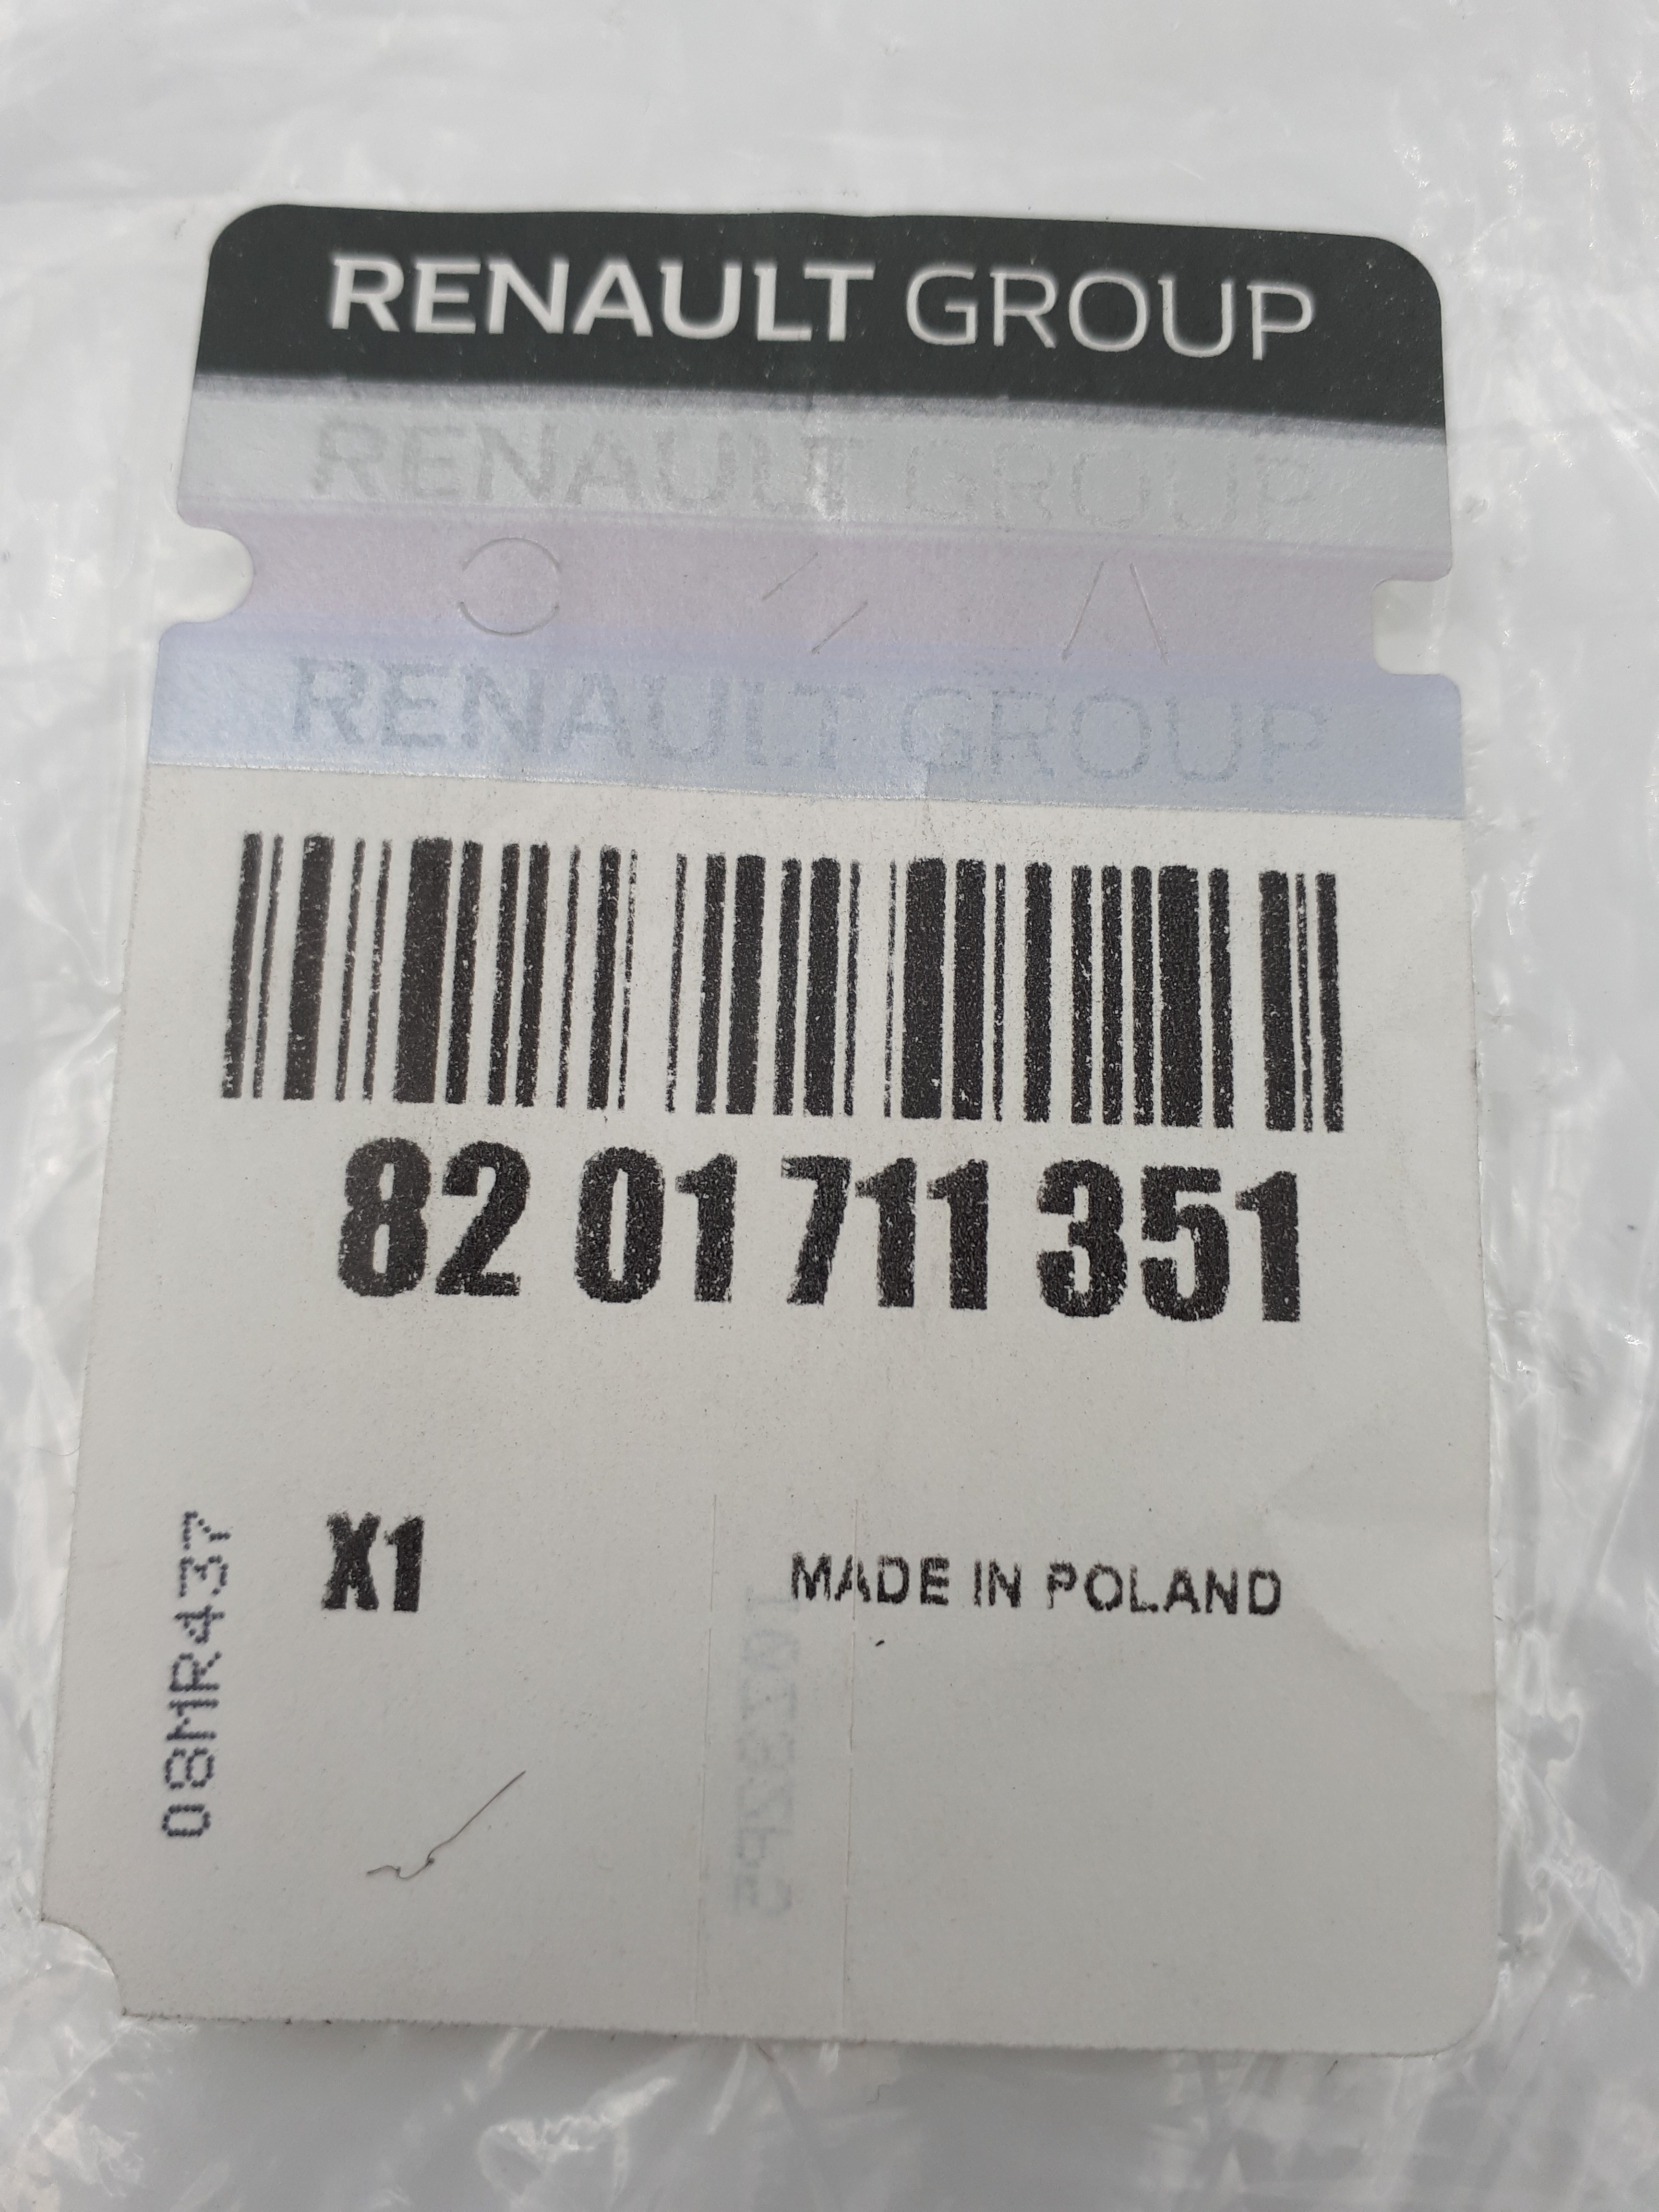 RENAULT GROUP
RENAULT GROUP
RENAULT GROUP
82 01 711 351
X1
MADE IN POLAND
08MR437